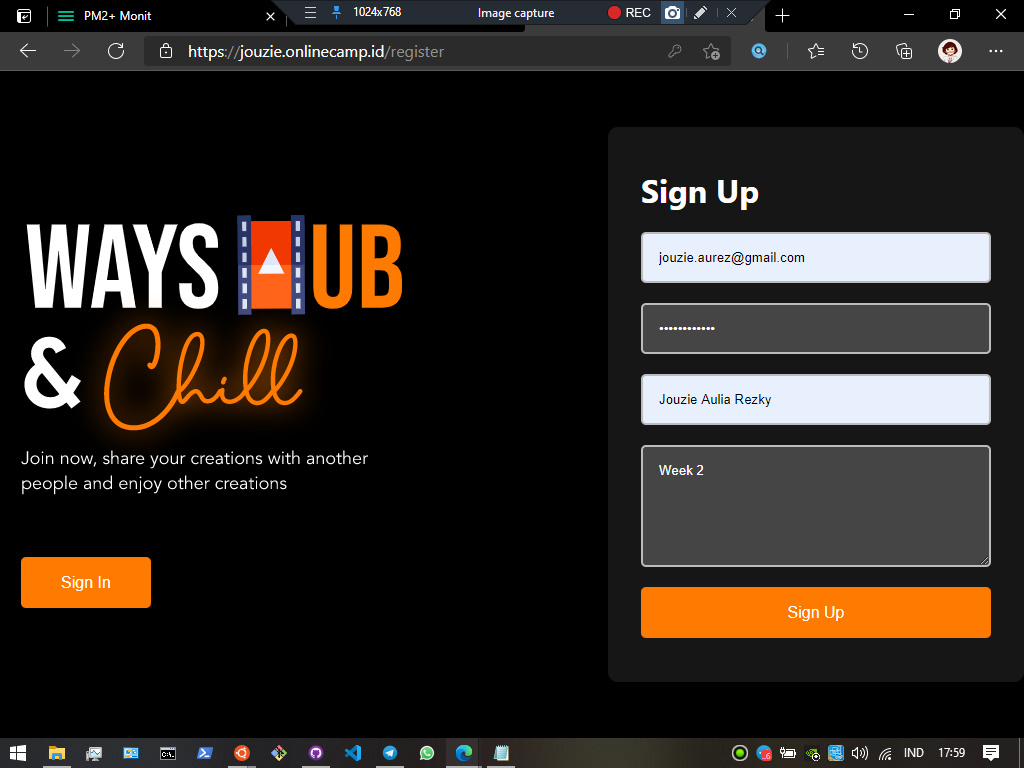 PM2+ Monit
1024x768
Image capture
REC
https://jouzie.onlinecamp.id/register
WAYS HUB
& Chill
Join now, share your creations with another
people and enjoy other creations
Sign In
Sign Up
jouzie.aurez@gmail.com
••••••••••••
Jouzie Aulia Rezky
Week 2
Sign Up
IND
17:59